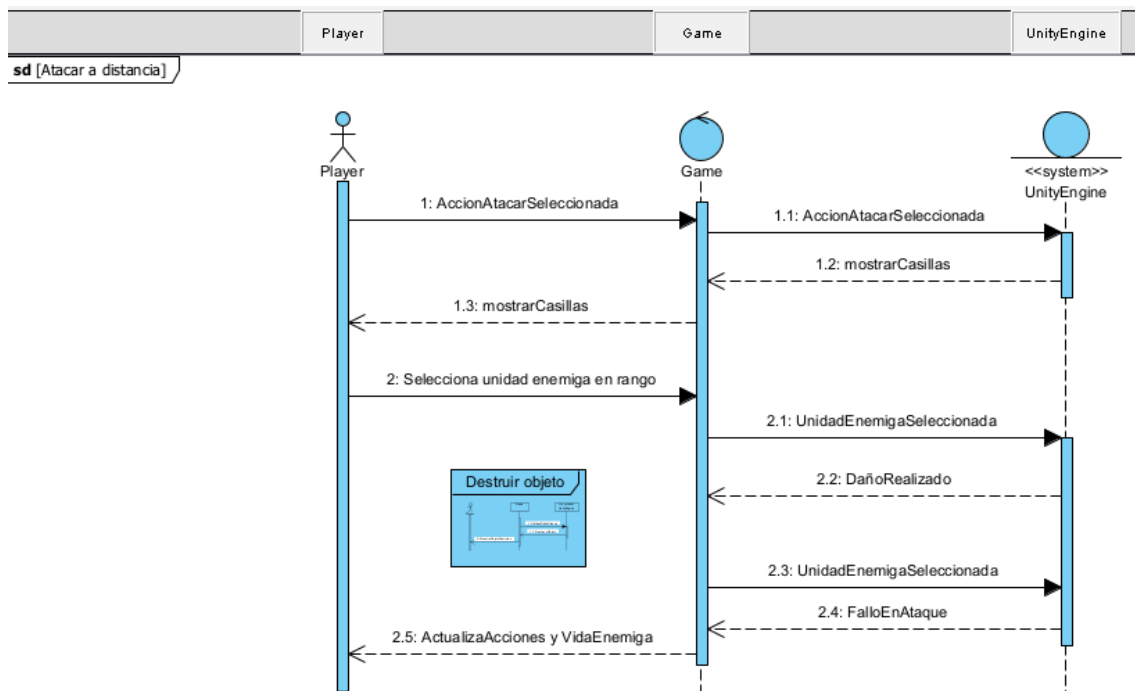 Player
Game
UnityEngine
sd [Atacar a distancia]
Player
Game
<<system>>
UnityEngine
1: AccionAtacarSeleccionada
1.1: AccionAtacarSeleccionada
1.2: mostrarCasillas
1.3: mostrarCasillas
2: Selecciona unidad enemiga en rango
2.1: UnidadEnemigaSeleccionada
Destruir objeto
2.2: DañoRealizado
2.3: UnidadEnemigaSeleccionada
2.4: FalloEnAtaque
2.5: ActualizaAcciones y VidaEnemiga